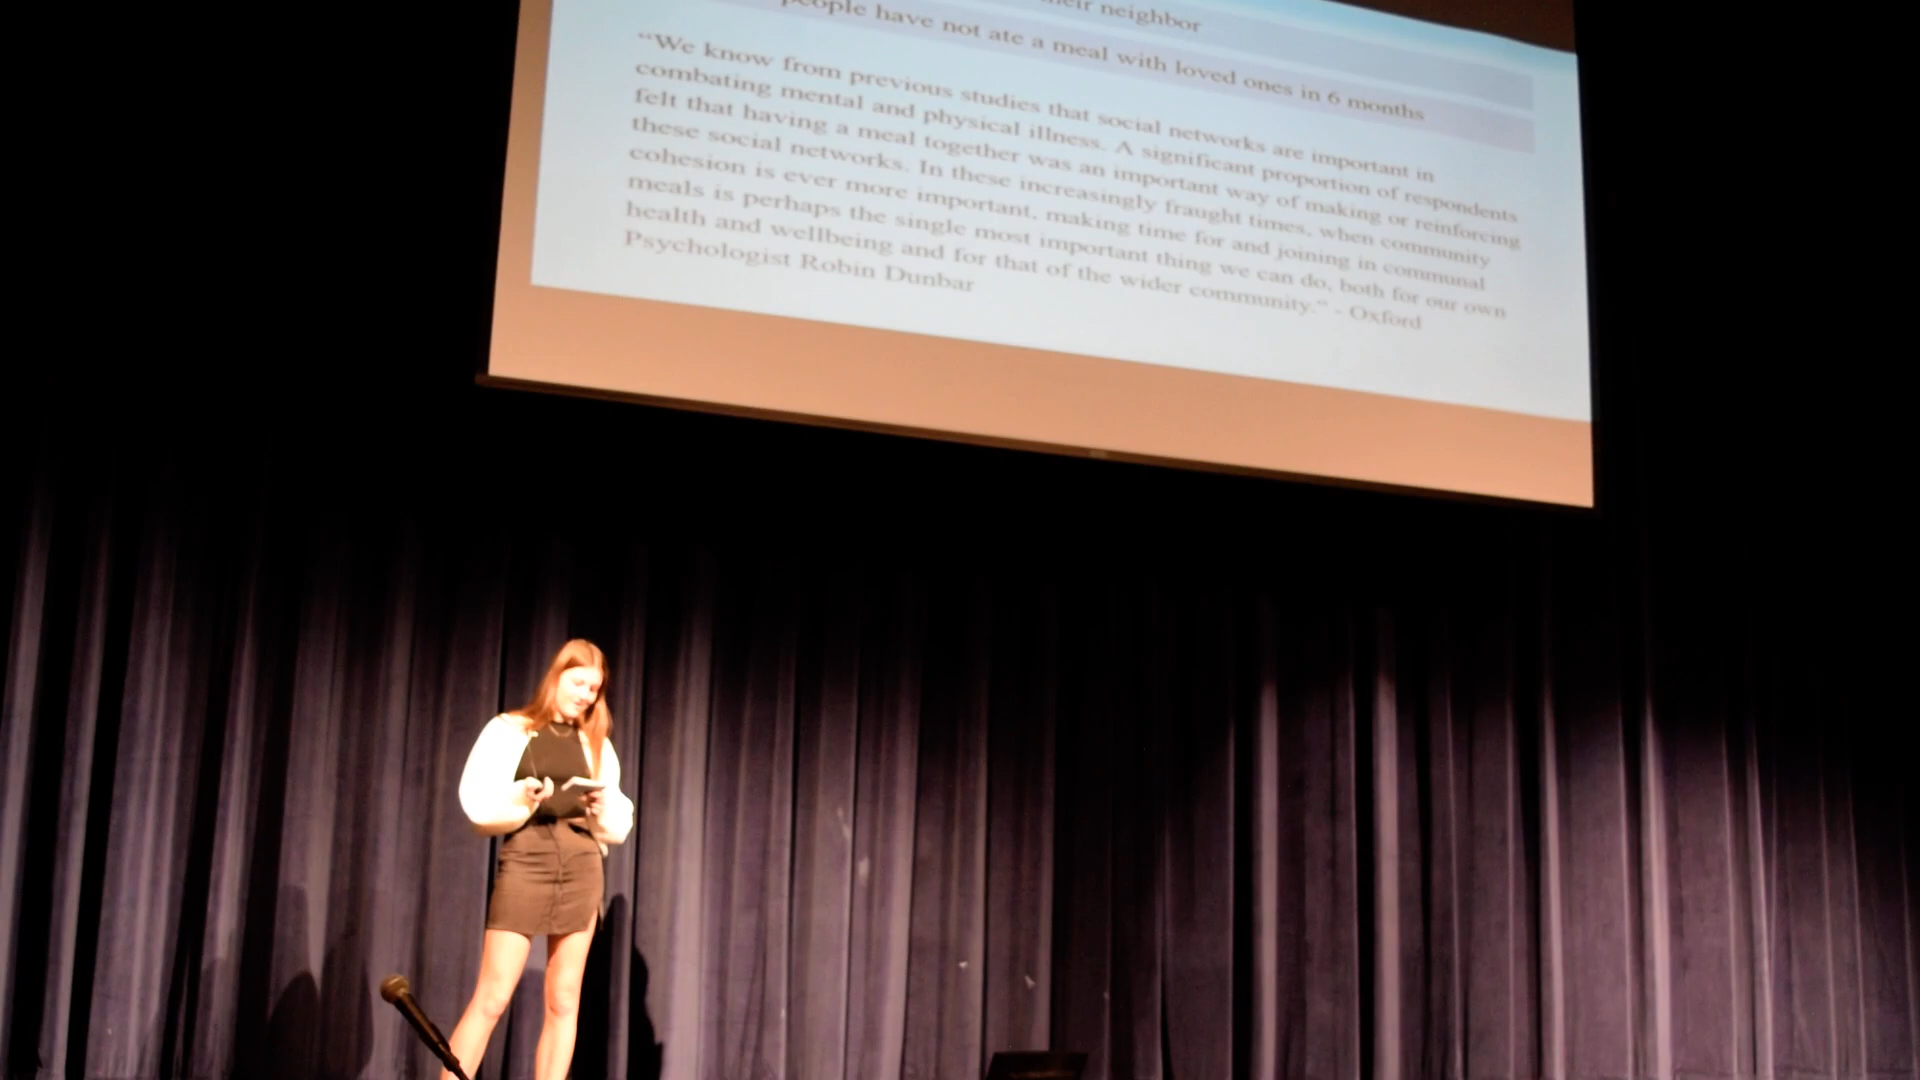 their neighbor
people have not ate a meal with loved ones in 6 months
“We know from previous studies that social networks are important in
combating mental and physical illness. A significant proportion of respondents
felt that having a meal together was an important way of making or reinforcing
these social networks. In these increasingly fraught times, when community
cohesion is ever more important, making time for and joining in communal
meals is perhaps the single most important thing we can do, both for our own
health and wellbeing and for that of the wider community.” - Oxford
Psychologist Robin Dunbar